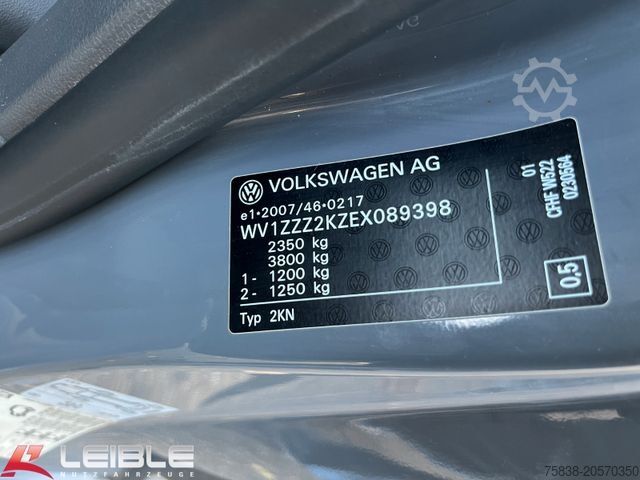 VOLKSWAGEN AG
e1*2007/46*0217
WV1ZZZ2KZEX089398
2350 kg
3800 kg
1- 1200 kg
2- 1250 kg
Typ 2KN
01
CFHF W522
0230564
0,5
LEIBLE
NUTZFAHRZEUGE
75838-20570350